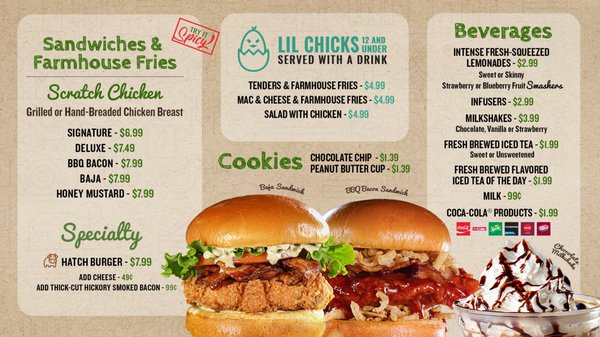 Sandwiches &
Farmhouse Fries
TRY IT
Spicy!
Scratch Chicken
Grilled or Hand-Breaded Chicken Breast
SIGNATURE - $6.99
DELUXE - $7.49
BBQ BACON - $7.99
BAJA - $7.99
HONEY MUSTARD - $7.99
Specialty
HATCH BURGER - $7.99
ADD CHEESE - 49¢
ADD THICK-CUT HICKORY SMOKED BACON - 99¢
LIL CHICKS 12 AND UNDER
SERVED WITH A DRINK
TENDERS & FARMHOUSE FRIES - $4.99
MAC & CHEESE & FARMHOUSE FRIES - $4.99
SALAD WITH CHICKEN - $4.99
Cookies
CHOCOLATE CHIP - $1.39
PEANUT BUTTER CUP - $1.39
Baja Sandwich
BBQ Bacon Sandwich
Beverages
INTENSE FRESH-SQUEEZED
LEMONADES - $2.99
Sweet or Skinny
Strawberry or Blueberry Fruit Smashers
INFUSERS - $2.99
MILKSHAKES - $3.99
Chocolate, Vanilla or Strawberry
FRESH BREWED ICED TEA - $1.99
Sweet or Unsweetened
FRESH BREWED FLAVORED
ICED TEA OF THE DAY - $1.99
MILK - 99¢
COCA-COLA® PRODUCTS - $1.99
Chocolate
Milkshake